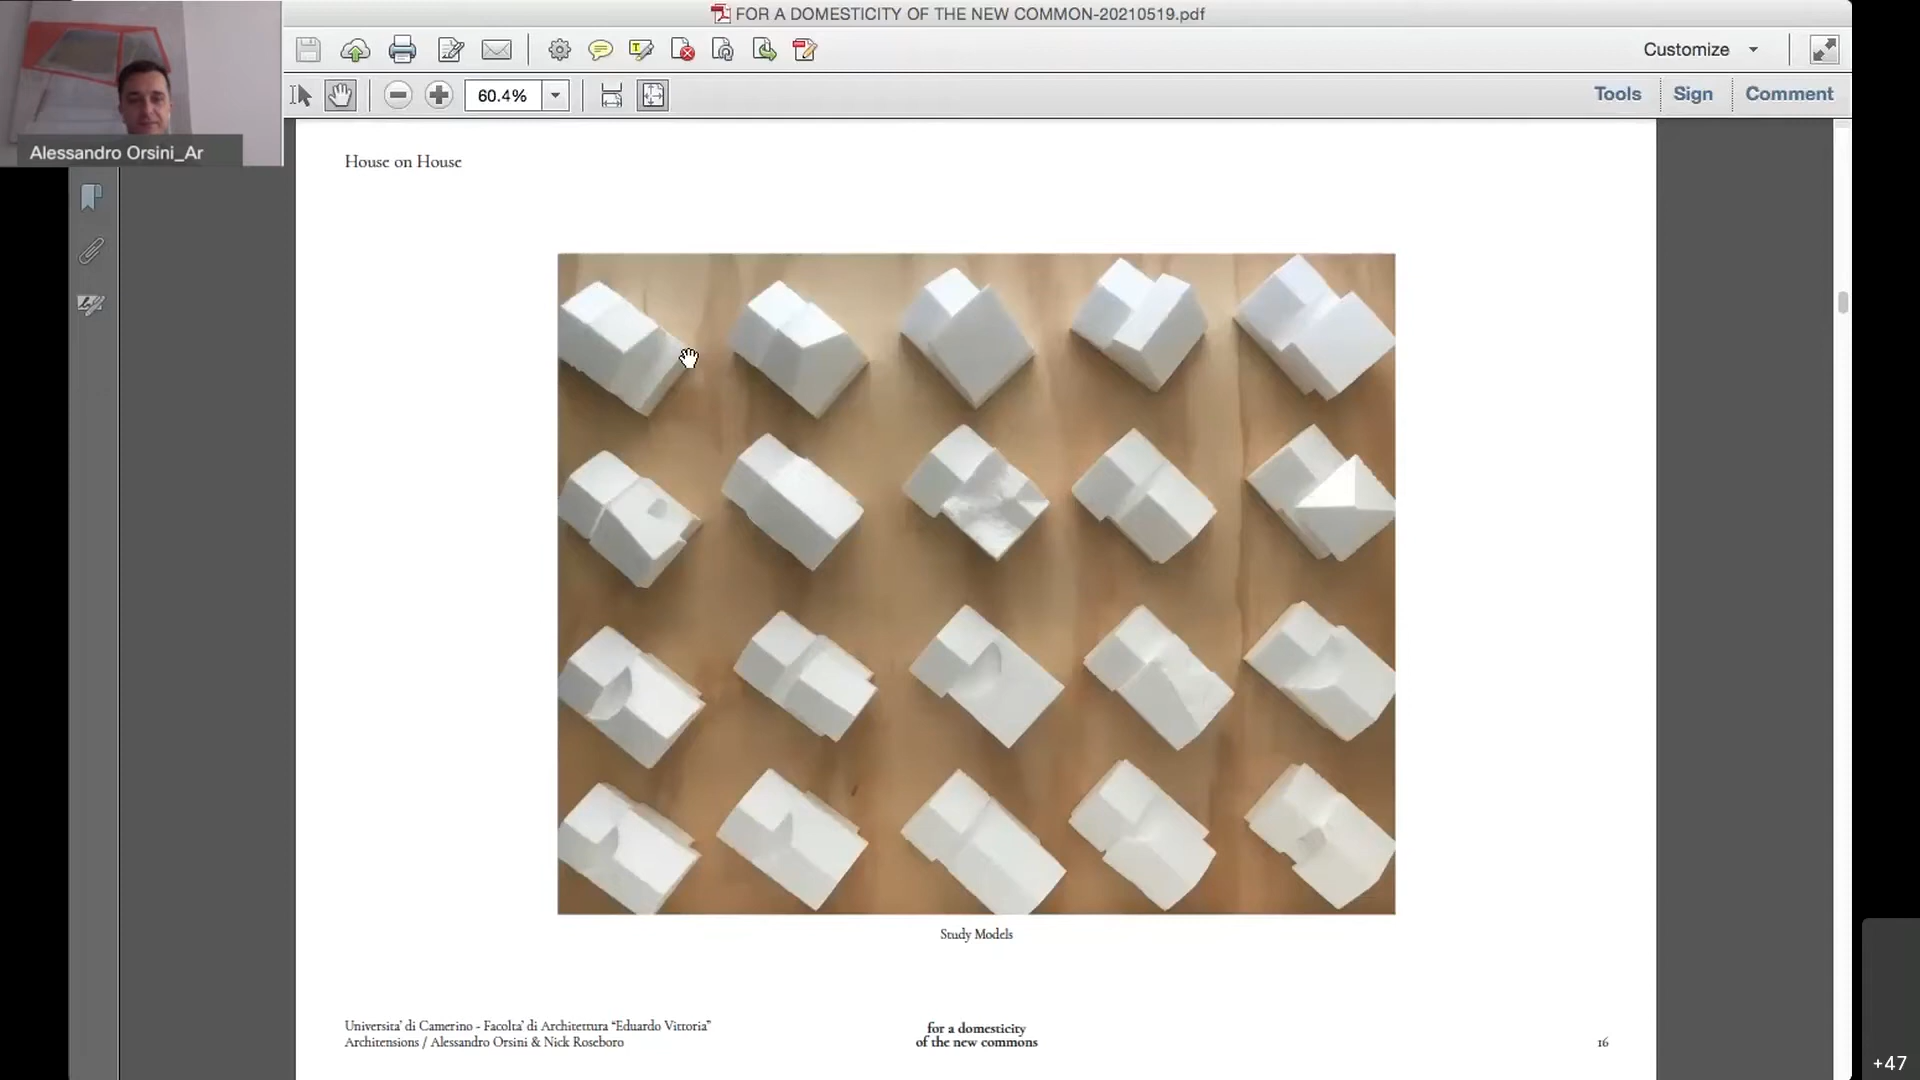 FOR A DOMESTICITY OF THE NEW COMMON-20210519.pdf
Customize
60.4%
Tools
Sign
Comment
Alessandro Orsini_Ar
House on House
Study Models
Universita' di Camerino - Facolta' di Architettura "Eduardo Vittoria"
Architensions / Alessandro Orsini & Nick Roseboro
for a domesticity
of the new commons
16
+47